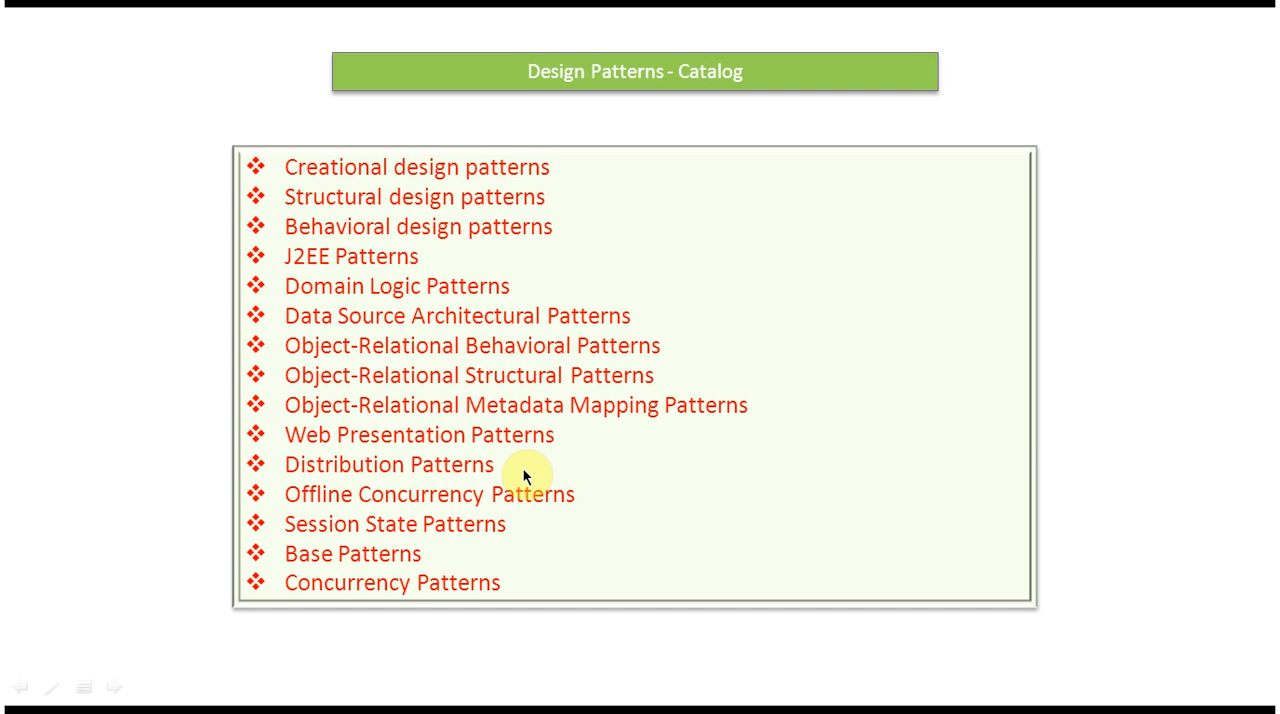 Design Patterns - Catalog
Creational design patterns
Structural design patterns
Behavioral design patterns
J2EE Patterns
Domain Logic Patterns
Data Source Architectural Patterns
Object-Relational Behavioral Patterns
Object-Relational Structural Patterns
Object-Relational Metadata Mapping Patterns
Web Presentation Patterns
Distribution Patterns
Offline Concurrency Patterns
Session State Patterns
Base Patterns
Concurrency Patterns